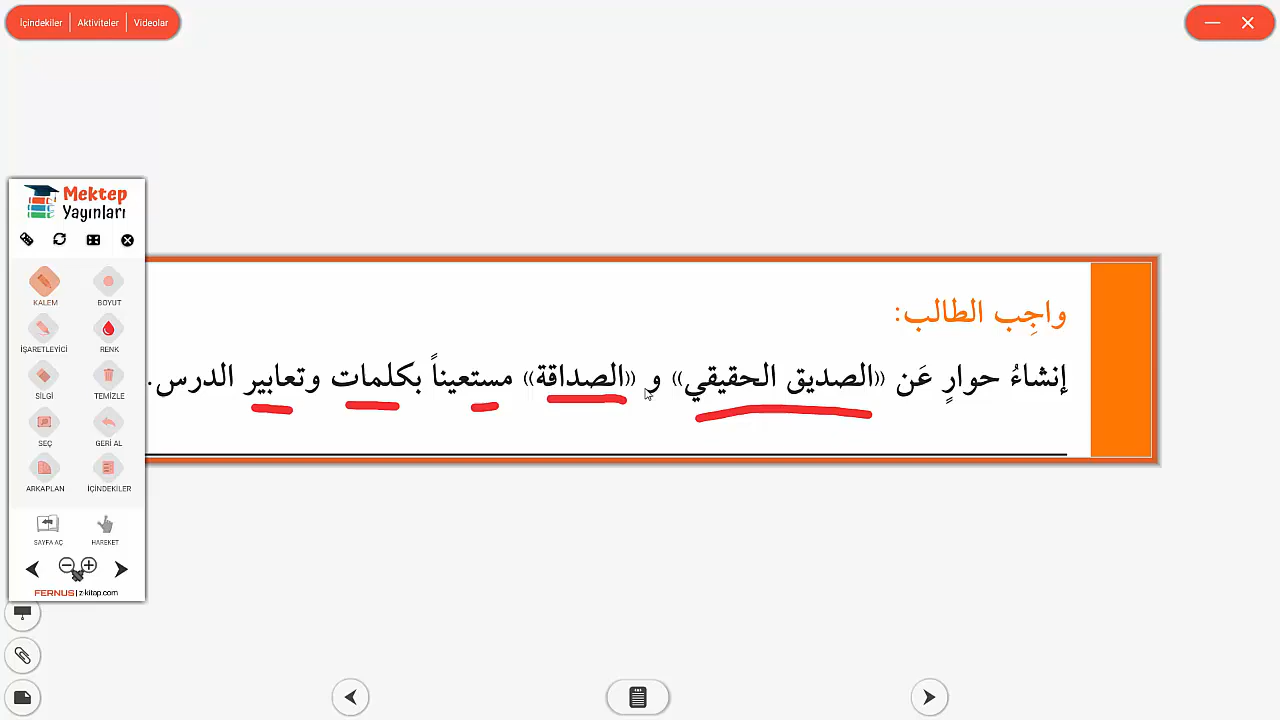 İçindekiler
Aktiviteler
Videolar
Mektep
Yayınları
KALEM
BOYUT
İŞARETLEYİCİ
RENK
SİLGİ
TEMİZLE
SEÇ
GERİ AL
ARKAPLAN
İÇİNDEKİLER
SAYFA AÇ
HAREKET
FERNUS | z-kitap.com
واجِب الطالب:
إنشاءُ حوارٍ عَن «الصديق الحقيقي» و «الصداقة» مستعيناً بكلمات وتعابير الدرس.